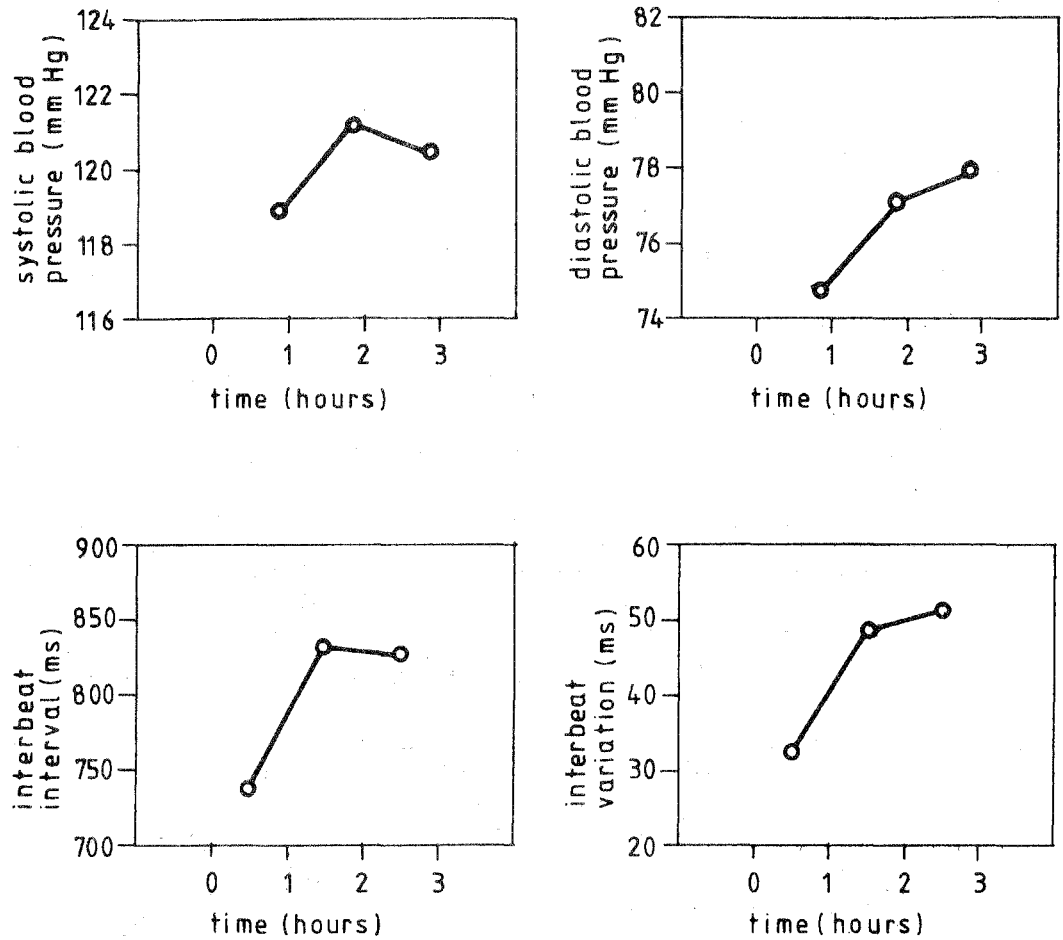 systolic blood
pressure (mm Hg)
124
122
120
118
116
0 1 2 3
time (hours)
diastolic blood
pressure (mm Hg)
82
80
78
76
74
0 1 2 3
time (hours)
interbeat
interval (ms)
900
850
800
750
700
0 1 2 3
time (hours)
interbeat
variation (ms)
60
50
40
30
20
0 1 2 3
time (hours)